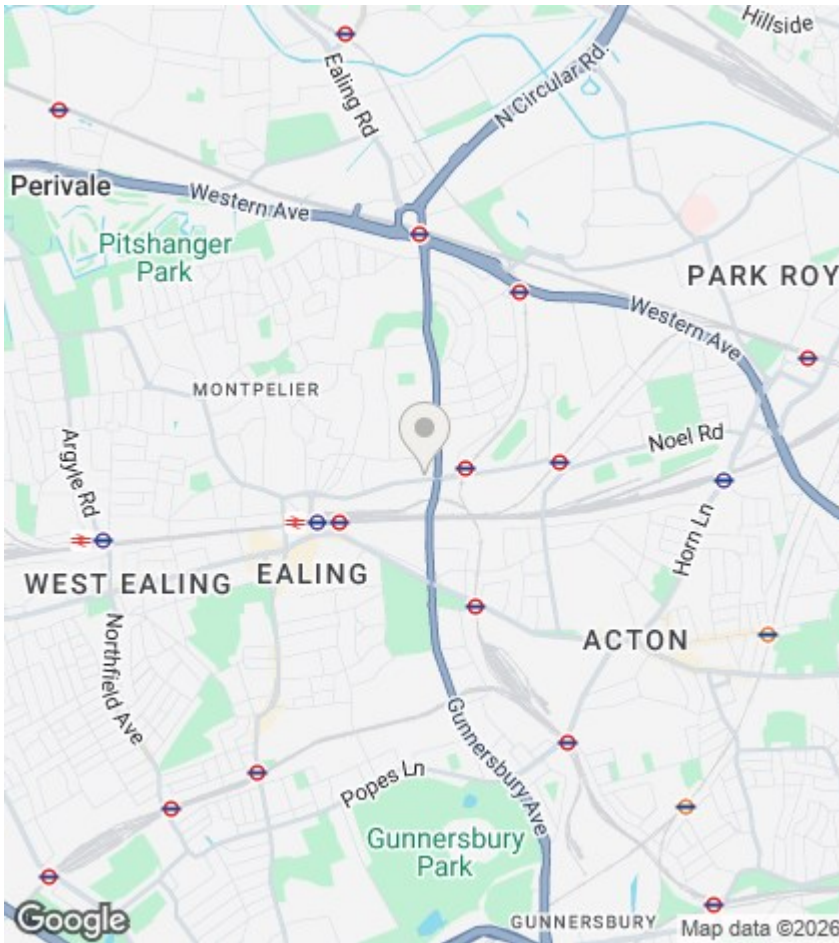 Hillside
Ealing Rd
N Circular Rd.
Perivale
Western Ave
Pitshanger
Park
PARK ROY
Western Ave
MONTPELIER
Argyle Rd
Noel Rd
Horn Ln
WEST EALING
EALING
ACTON
Northfield Ave
Gunnersbury Ave
Popes Ln
Gunnersbury
Park
GUNNERSBURY
Google
Map data ©2026